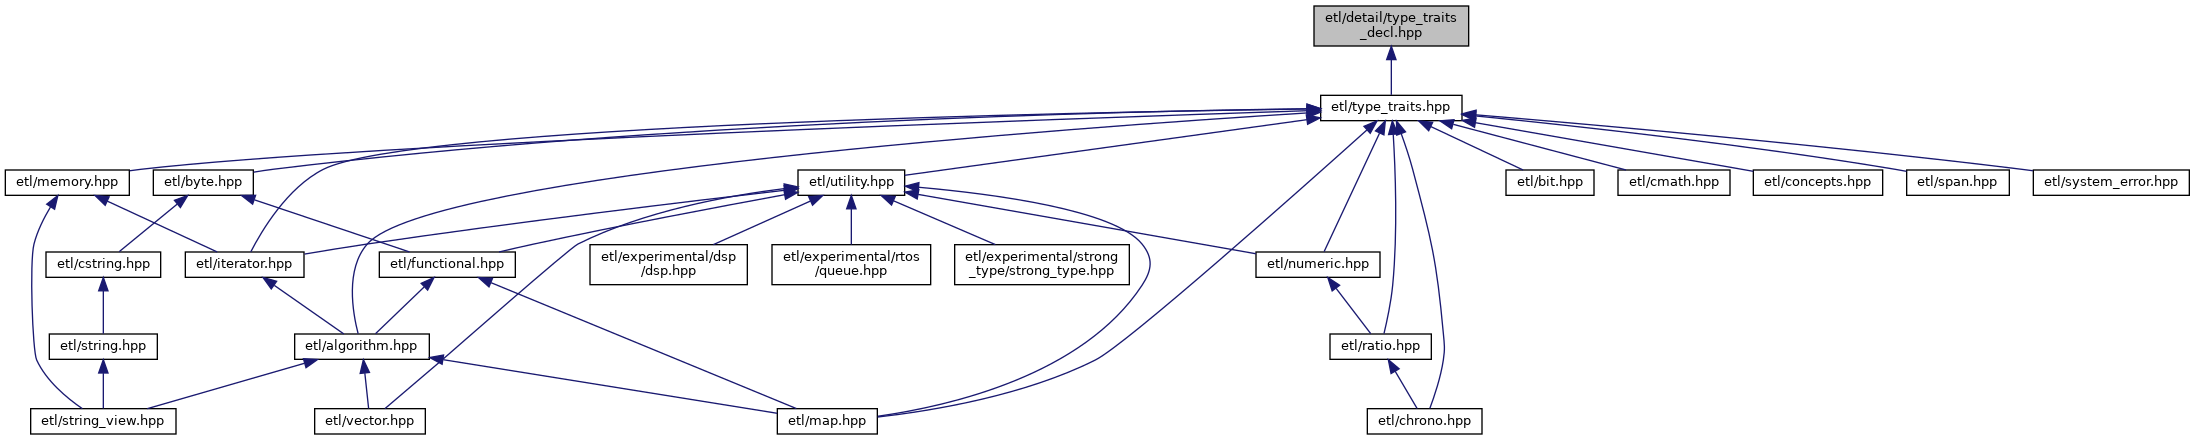 etl/detail/type_traits
_decl.hpp
etl/type_traits.hpp
etl/memory.hpp
etl/byte.hpp
etl/utility.hpp
etl/bit.hpp
etl/cmath.hpp
etl/concepts.hpp
etl/span.hpp
etl/system_error.hpp
etl/cstring.hpp
etl/iterator.hpp
etl/functional.hpp
etl/experimental/dsp
/dsp.hpp
etl/experimental/rtos
/queue.hpp
etl/experimental/strong
_type/strong_type.hpp
etl/numeric.hpp
etl/string.hpp
etl/algorithm.hpp
etl/ratio.hpp
etl/string_view.hpp
etl/vector.hpp
etl/map.hpp
etl/chrono.hpp